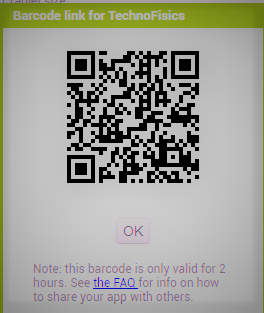 Barcode link for TechnoFisics
OK
Note: this barcode is only valid for 2
hours. See the FAQ for info on how
to share your app with others.